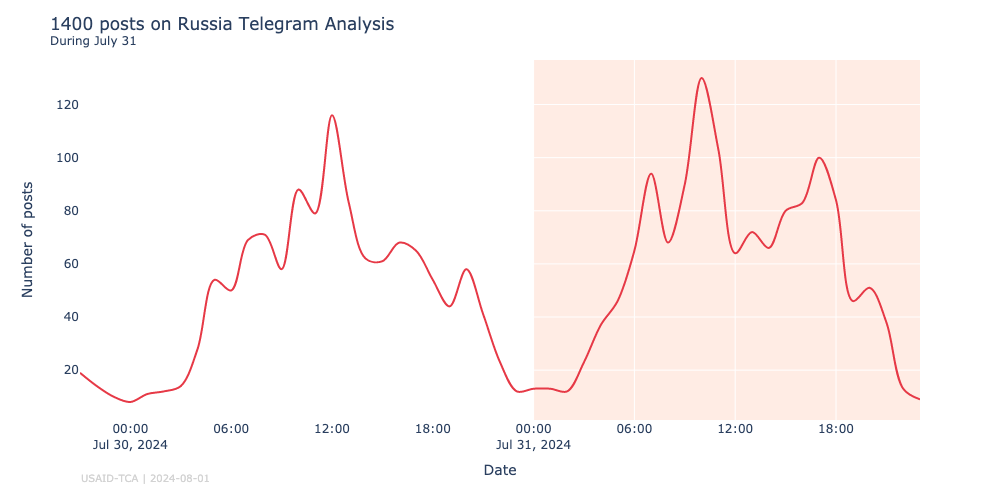 1400 posts on Russia Telegram Analysis
During July 31
Number of posts
120
100
80
60
40
20
00:00 06:00 12:00 18:00 00:00 06:00 12:00 18:00
Jul 30, 2024 Jul 31, 2024
Date
USAID-TCA | 2024-08-01